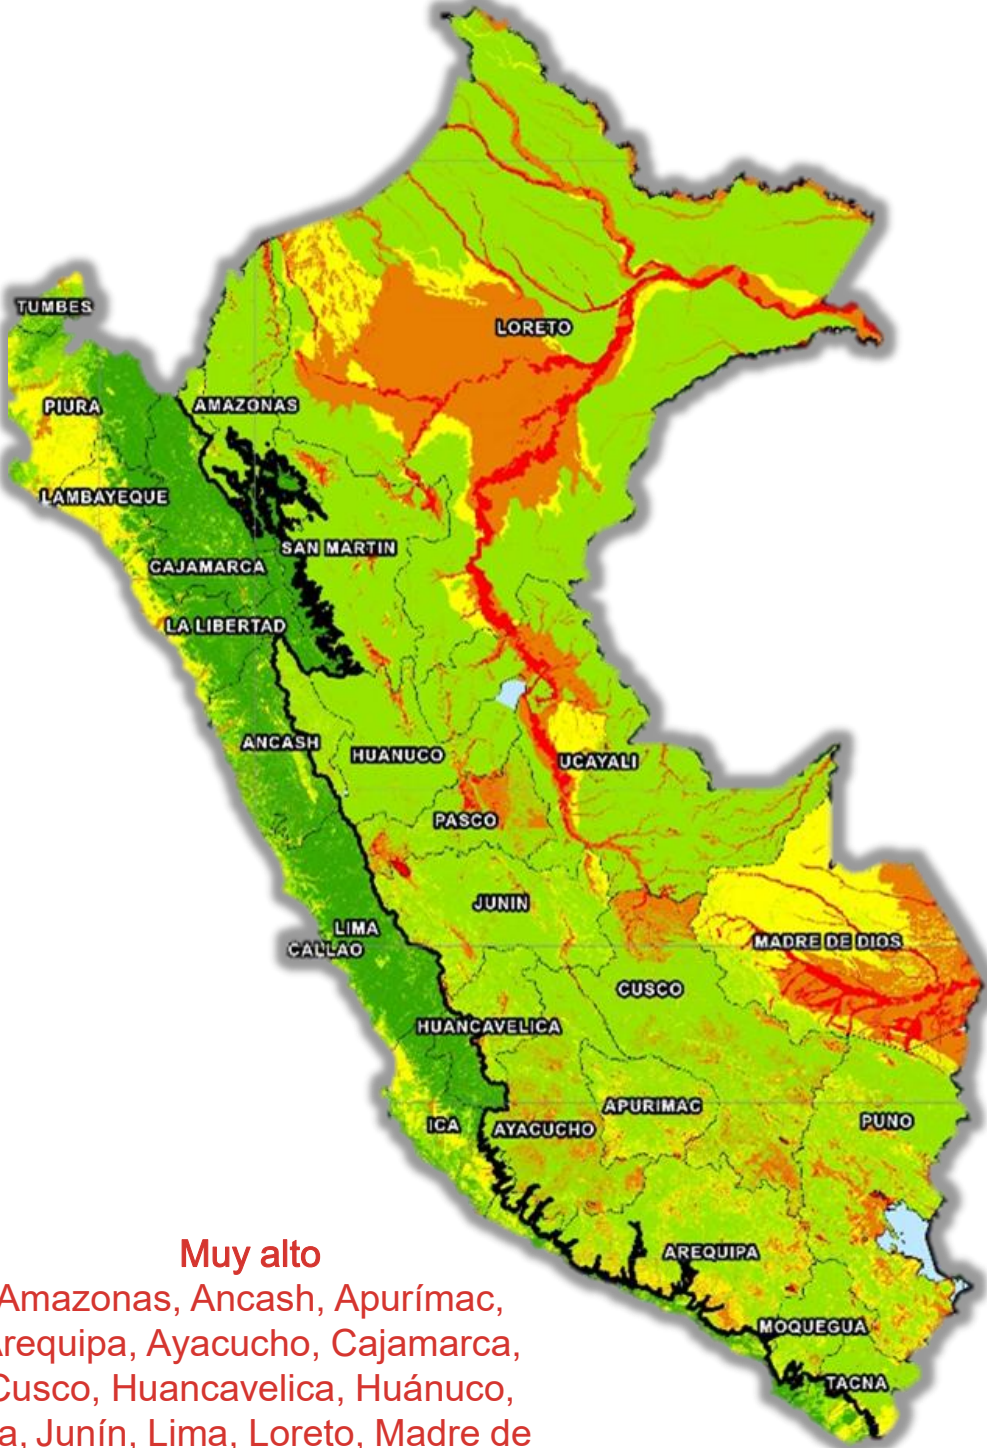 TUMBES
LORETO
PIURA
AMAZONAS
LAMBAYEQUE
SAN MARTIN
CAJAMARCA
LA LIBERTAD
ANCASH
HUANUCO
UCAYALI
PASCO
JUNIN
LIMA
CALLAO
MADRE DE DIOS
CUSCO
HUANCAVELICA
APURIMAC
ICA
AYACUCHO
PUNO
AREQUIPA
MOQUEGUA
TACNA
Muy alto
Amazonas, Ancash, Apurímac,
requipa, Ayacucho, Cajamarca,
Cusco, Huancavelica, Huánuco,
a, Junín, Lima, Loreto, Madre de